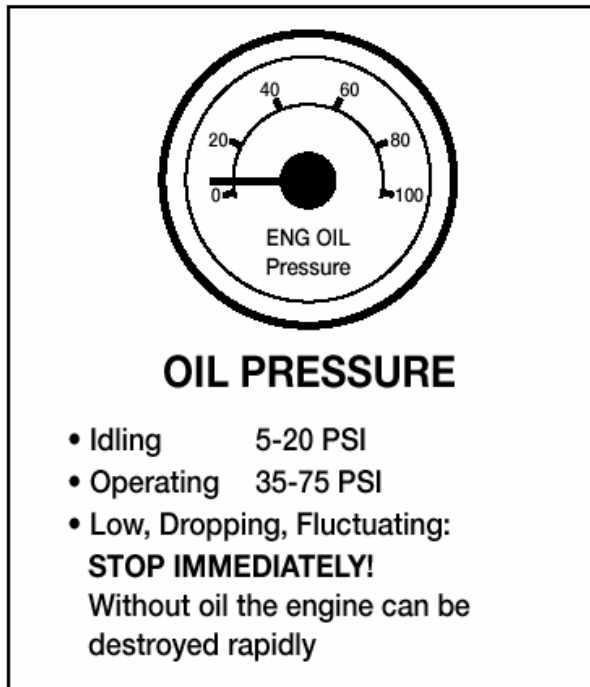 40 60
20 80
0 100
ENG OIL
Pressure
OIL PRESSURE
• Idling 5-20 PSI
• Operating 35-75 PSI
• Low, Dropping, Fluctuating:
STOP IMMEDIATELY!
Without oil the engine can be
destroyed rapidly